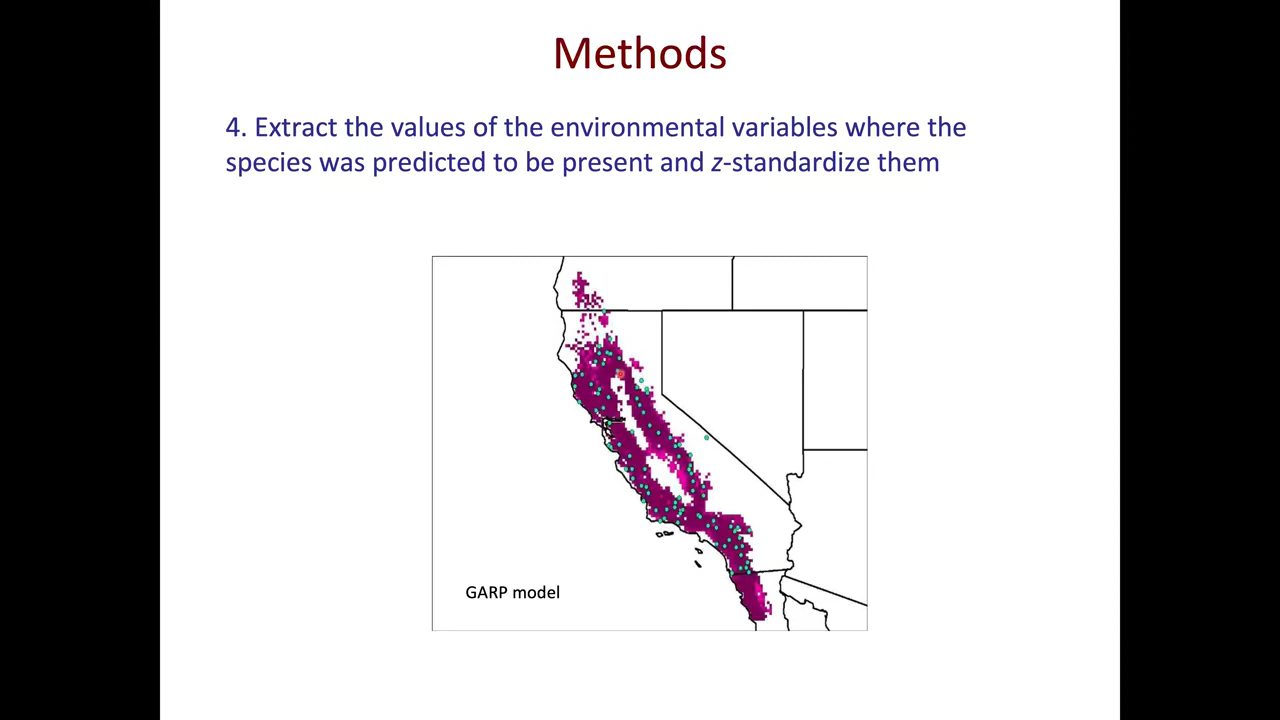 Methods
4. Extract the values of the environmental variables where the
species was predicted to be present and z-standardize them
GARP model